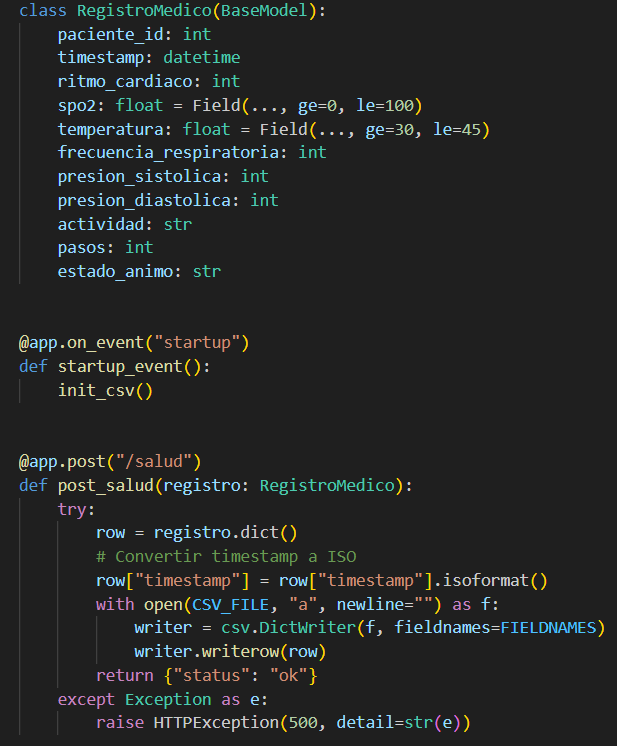 class RegistroMedico(BaseModel):
    paciente_id: int
    timestamp: datetime
    ritmo_cardiaco: int
    spo2: float = Field(..., ge=0, le=100)
    temperatura: float = Field(..., ge=30, le=45)
    frecuencia_respiratoria: int
    presion_sistolica: int
    presion_diastolica: int
    actividad: str
    pasos: int
    estado_animo: str
@app.on_event("startup")
def startup_event():
    init_csv()
@app.post("/salud")
def post_salud(registro: RegistroMedico):
    try:
        row = registro.dict()
        # Convertir timestamp a ISO
        row["timestamp"] = row["timestamp"].isoformat()
        with open(CSV_FILE, "a", newline="") as f:
            writer = csv.DictWriter(f, fieldnames=FIELDNAMES)
            writer.writerow(row)
        return {"status": "ok"}
    except Exception as e:
        raise HTTPException(500, detail=str(e))